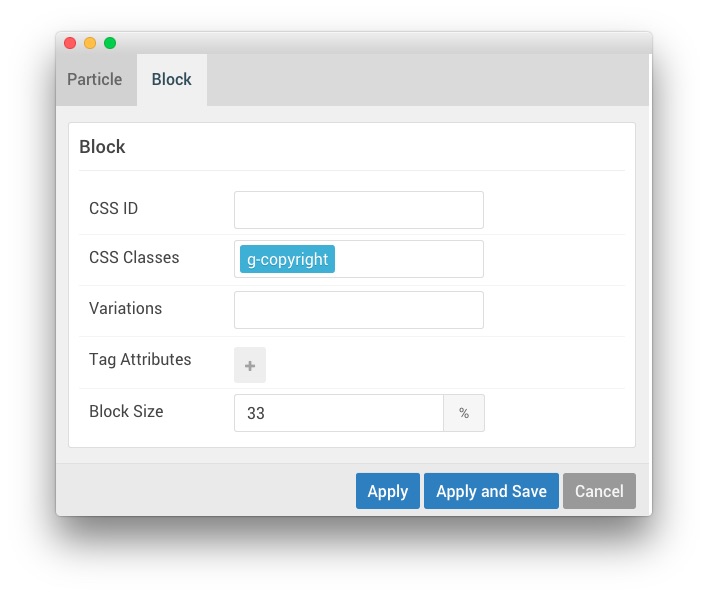 Particle Block
Block
CSS ID
CSS Classes g-copyright
Variations
Tag Attributes +
Block Size 33 %
Apply Apply and Save Cancel